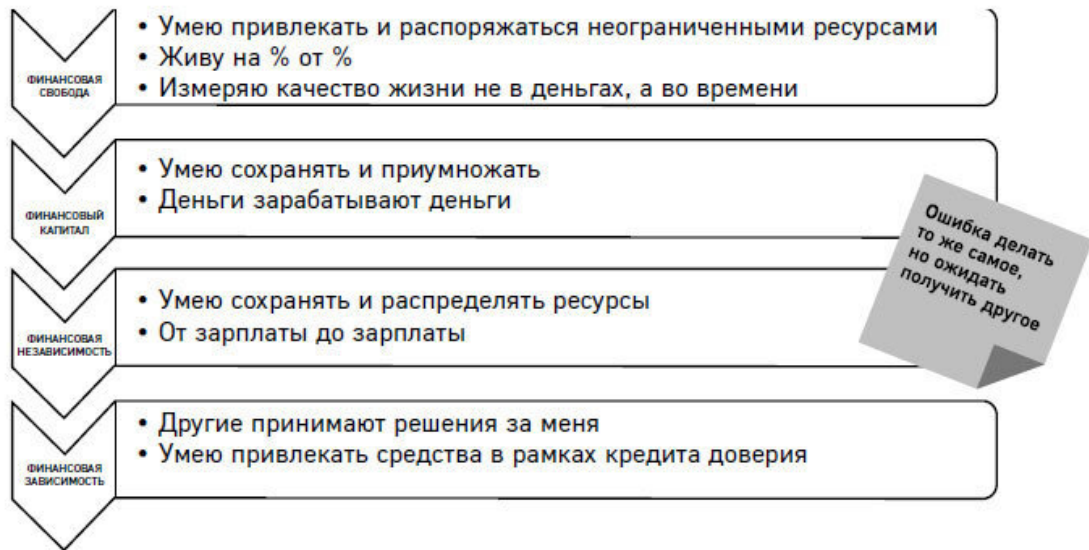 ФИНАНСОВАЯ
СВОБОДА
• Умею привлекать и распоряжаться неограниченными ресурсами
• Живу на % от %
• Измеряю качество жизни не в деньгах, а во времени
ФИНАНСОВЫЙ
КАПИТАЛ
• Умею сохранять и приумножать
• Деньги зарабатывают деньги
Ошибка делать
то же самое,
но ожидать
получить другое
ФИНАНСОВАЯ
НЕЗАВИСИМОСТЬ
• Умею сохранять и распределять ресурсы
• От зарплаты до зарплаты
ФИНАНСОВАЯ
ЗАВИСИМОСТЬ
• Другие принимают решения за меня
• Умею привлекать средства в рамках кредита доверия